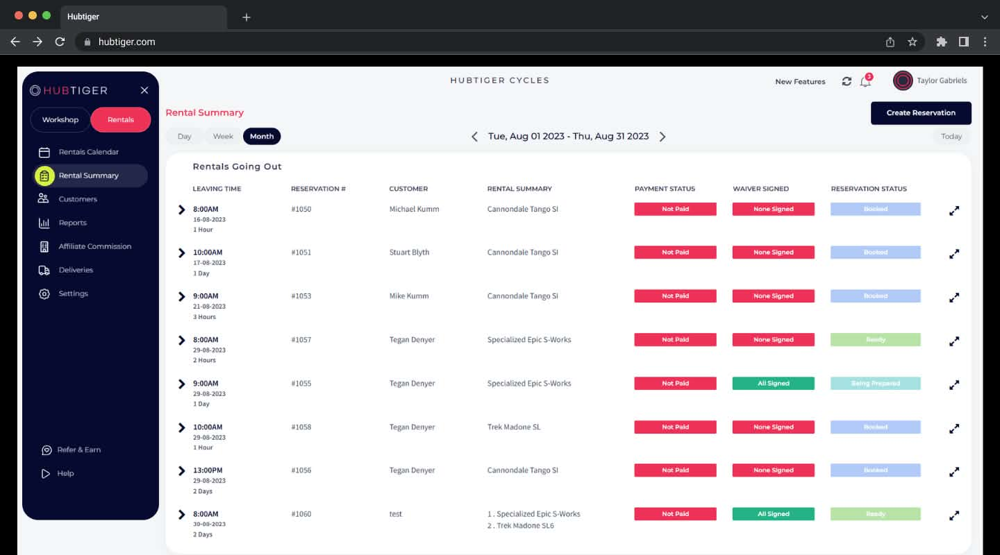 Hubtiger
hubtiger.com
HUBTIGER
HUBTIGER CYCLES
New Features
3
Taylor Gabriels
Workshop
Rentals
Rentals Calendar
Rental Summary
Customers
Reports
Affiliate Commission
Deliveries
Settings
Refer & Earn
Help
Rental Summary
Create Reservation
Day Week Month
Tue, Aug 01 2023 - Thu, Aug 31 2023
Today
Rentals Going Out
LEAVING TIME RESERVATION # CUSTOMER RENTAL SUMMARY PAYMENT STATUS WAIVER SIGNED RESERVATION STATUS
8:00AM #1050 Michael Kumm Cannondale Tango Sl Not Paid None Signed Booked
16-08-2023
1 Hour
10:00AM #1051 Stuart Blyth Cannondale Tango Sl Not Paid None Signed Booked
17-08-2023
1 Day
9:00AM #1053 Mike Kumm Cannondale Tango Sl Not Paid None Signed Booked
21-08-2023
3 Hours
8:00AM #1057 Tegan Denyer Specialized Epic S-Works Not Paid None Signed Ready
29-08-2023
2 Hours
9:00AM #1055 Tegan Denyer Specialized Epic S-Works Not Paid All Signed Being Prepared
29-08-2023
1 Day
10:00AM #1058 Tegan Denyer Trek Madone SL Not Paid None Signed Booked
29-08-2023
1 Hour
13:00PM #1056 Tegan Denyer Cannondale Tango Sl Not Paid None Signed Booked
29-08-2023
2 Days
8:00AM #1060 test 1 . Specialized Epic S-Works Not Paid All Signed Ready
30-08-2023 2 . Trek Madone SL6
2 Days